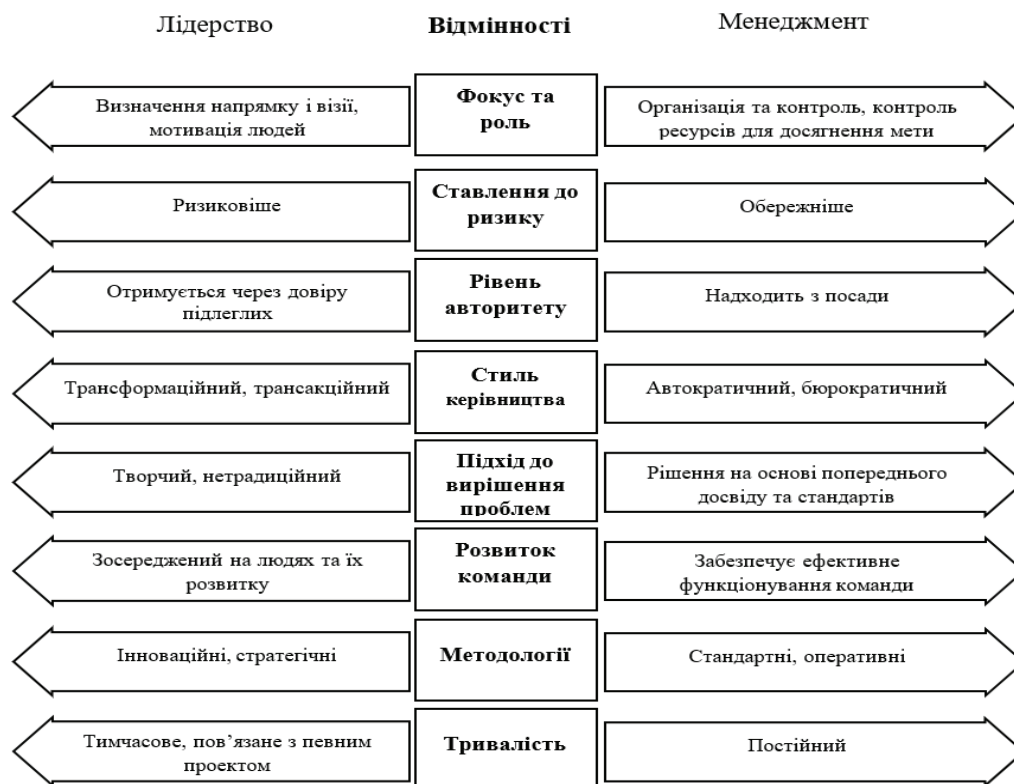 Лідерство
Відмінності
Менеджмент
Визначення напрямку і візії,
мотивація людей
Фокус та
роль
Організація та контроль, контроль
ресурсів для досягнення мети
Ризиковіше
Ставлення до
ризику
Обережніше
Отримується через довіру
підлеглих
Рівень
авторитету
Надходить з посади
Трансформаційний, трансакційний
Стиль
керівництва
Автократичний, бюрократичний
Творчий, нетрадиційний
Підхід до
вирішення
проблем
Рішення на основі попереднього
досвіду та стандартів
Зосереджений на людях та їх
розвитку
Розвиток
команди
Забезпечує ефективне
функціонування команди
Інноваційні, стратегічні
Методології
Стандартні, оперативні
Тимчасове, пов’язане з певним
проектом
Тривалість
Постійний